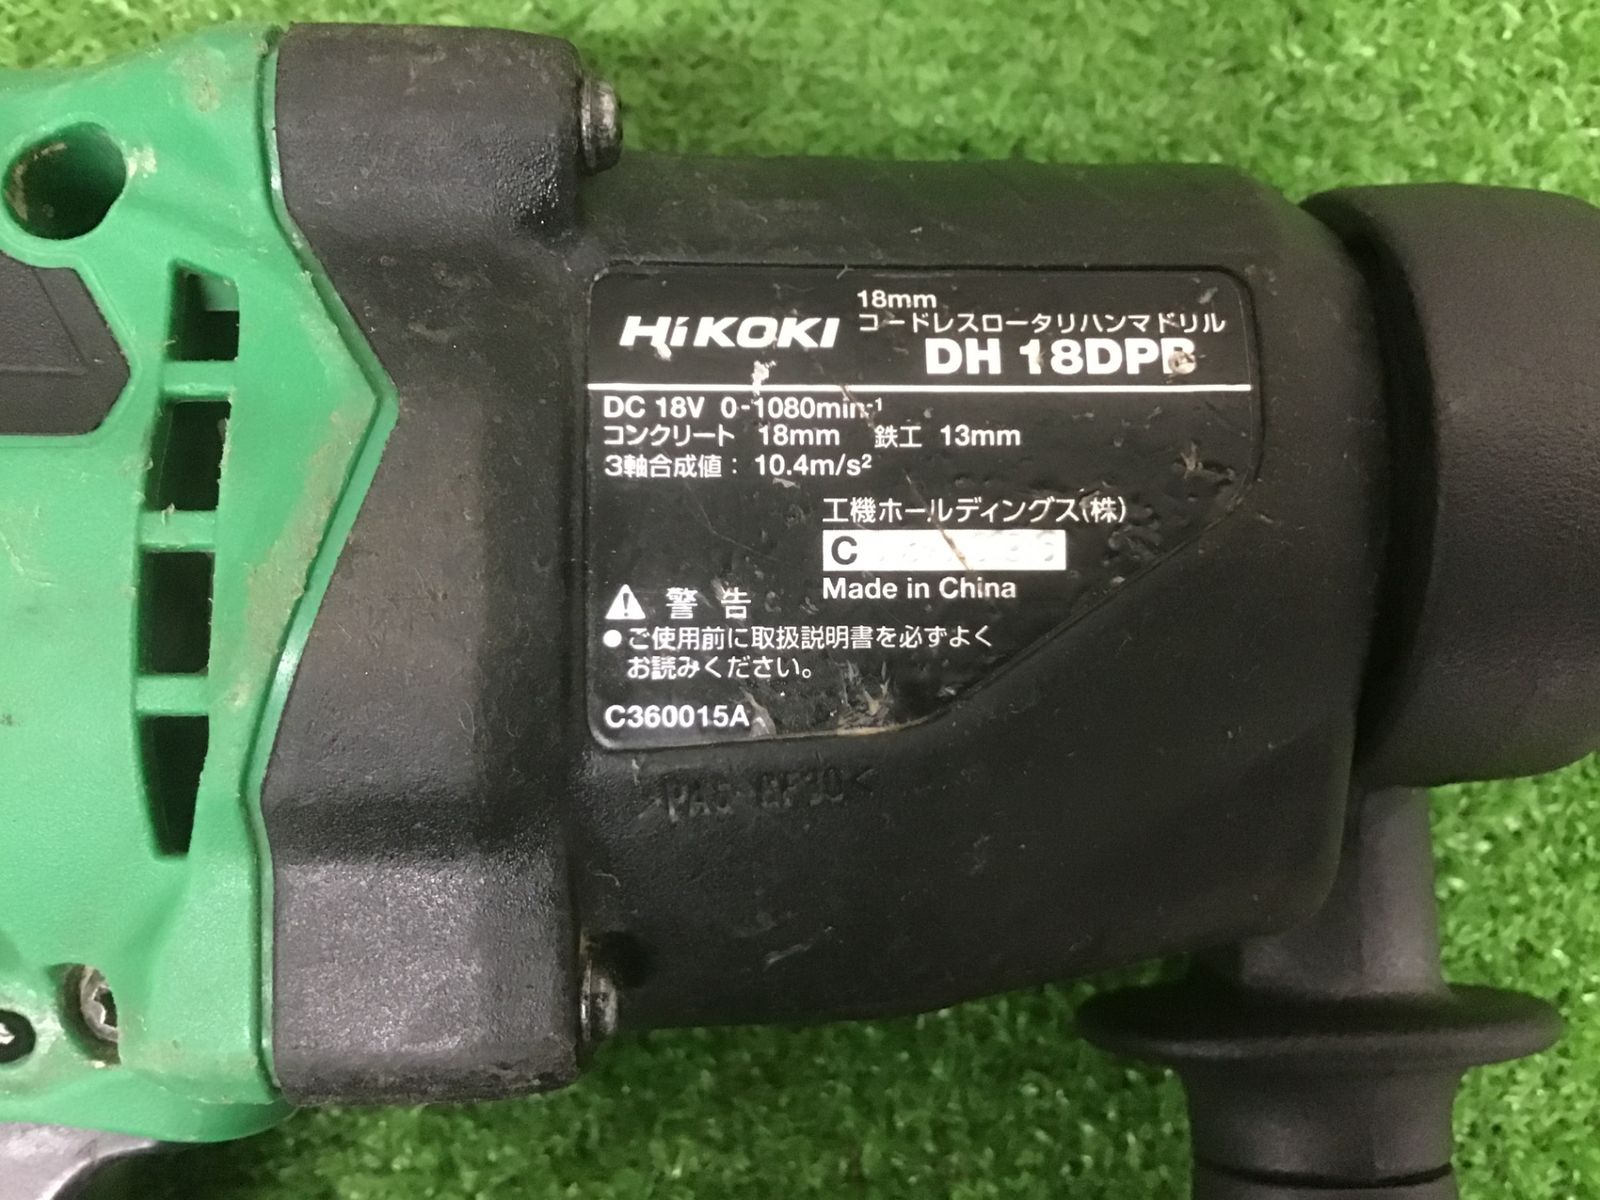 18mm
HiKOKI コードレスロータリハンマドリル
DH 18DPB
DC 18V 0-1080min-¹
コンクリート 18mm 鉄工 13mm
3軸合成値： 10.4m/s²
工機ホールディングス(株)
C
Made in China
警告
●ご使用前に取扱説明書を必ずよく
お読みください。
C360015A